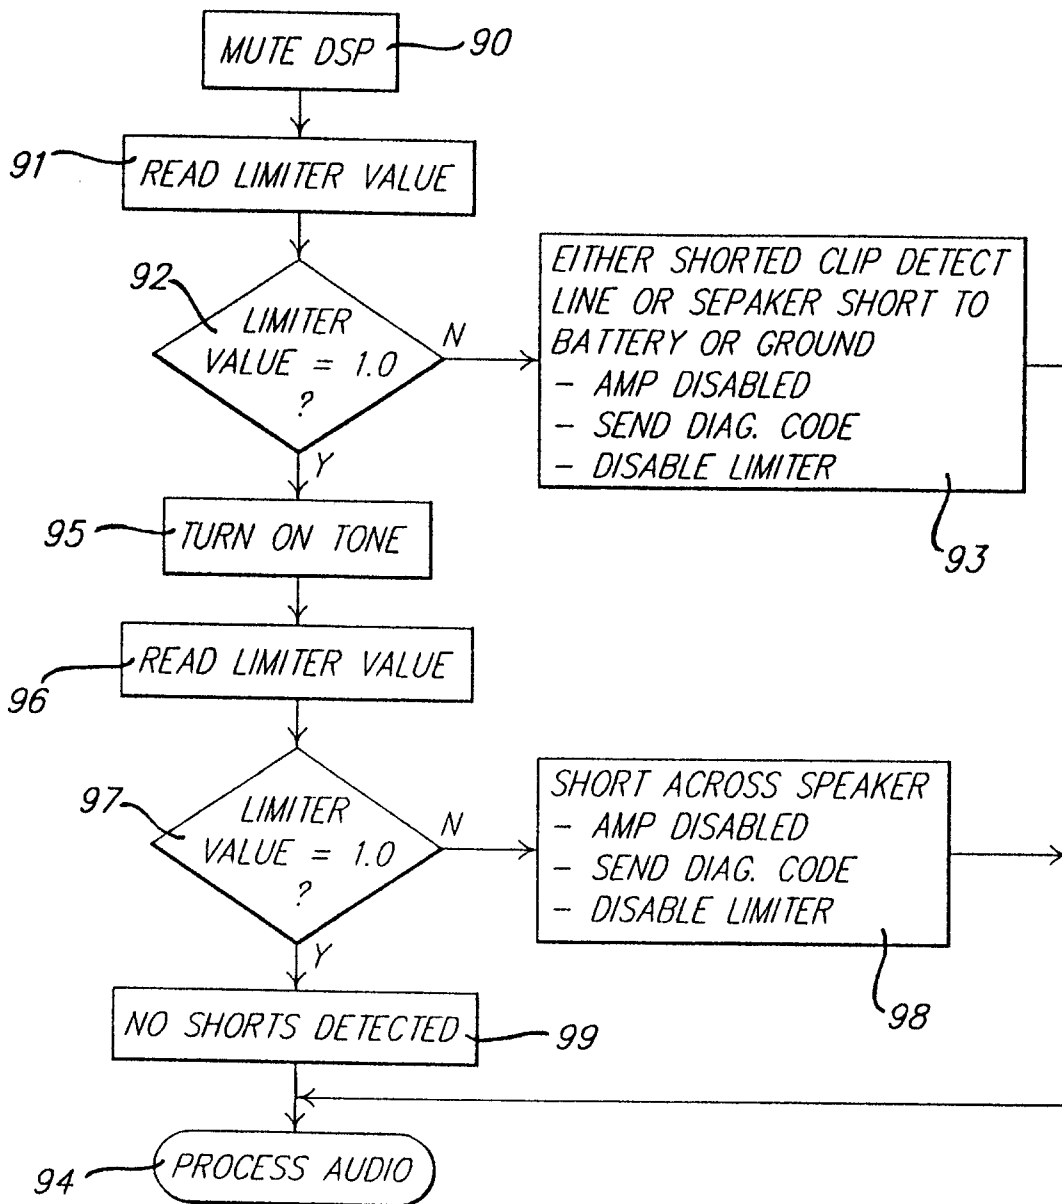 MUTE DSP
90
91
READ LIMITER VALUE
92
LIMITER
VALUE = 1.0
?
N
Y
EITHER SHORTED CLIP DETECT
LINE OR SEPAKER SHORT TO
BATTERY OR GROUND
- AMP DISABLED
- SEND DIAG. CODE
- DISABLE LIMITER
93
95
TURN ON TONE
READ LIMITER VALUE
96
97
LIMITER
VALUE = 1.0
?
N
Y
SHORT ACROSS SPEAKER
- AMP DISABLED
- SEND DIAG. CODE
- DISABLE LIMITER
98
NO SHORTS DETECTED
99
94
PROCESS AUDIO